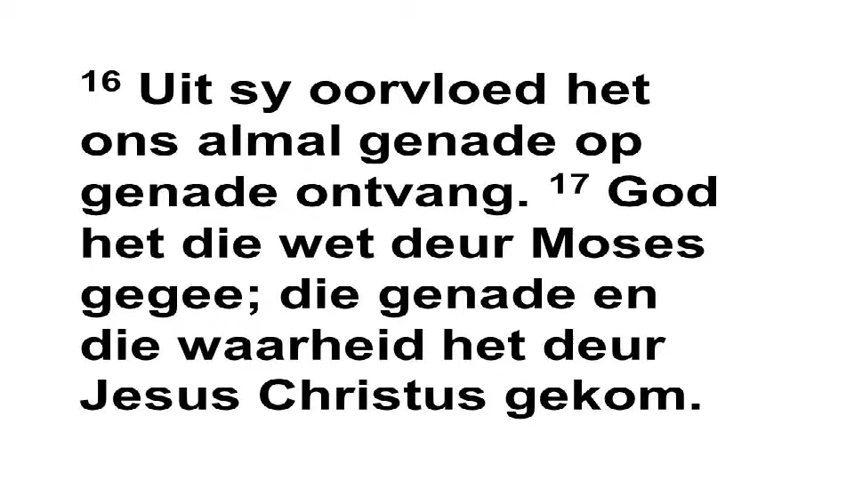 ¹⁶ Uit sy oorvloed het
ons almal genade op
genade ontvang. ¹⁷ God
het die wet deur Moses
gegee; die genade en
die waarheid het deur
Jesus Christus gekom.